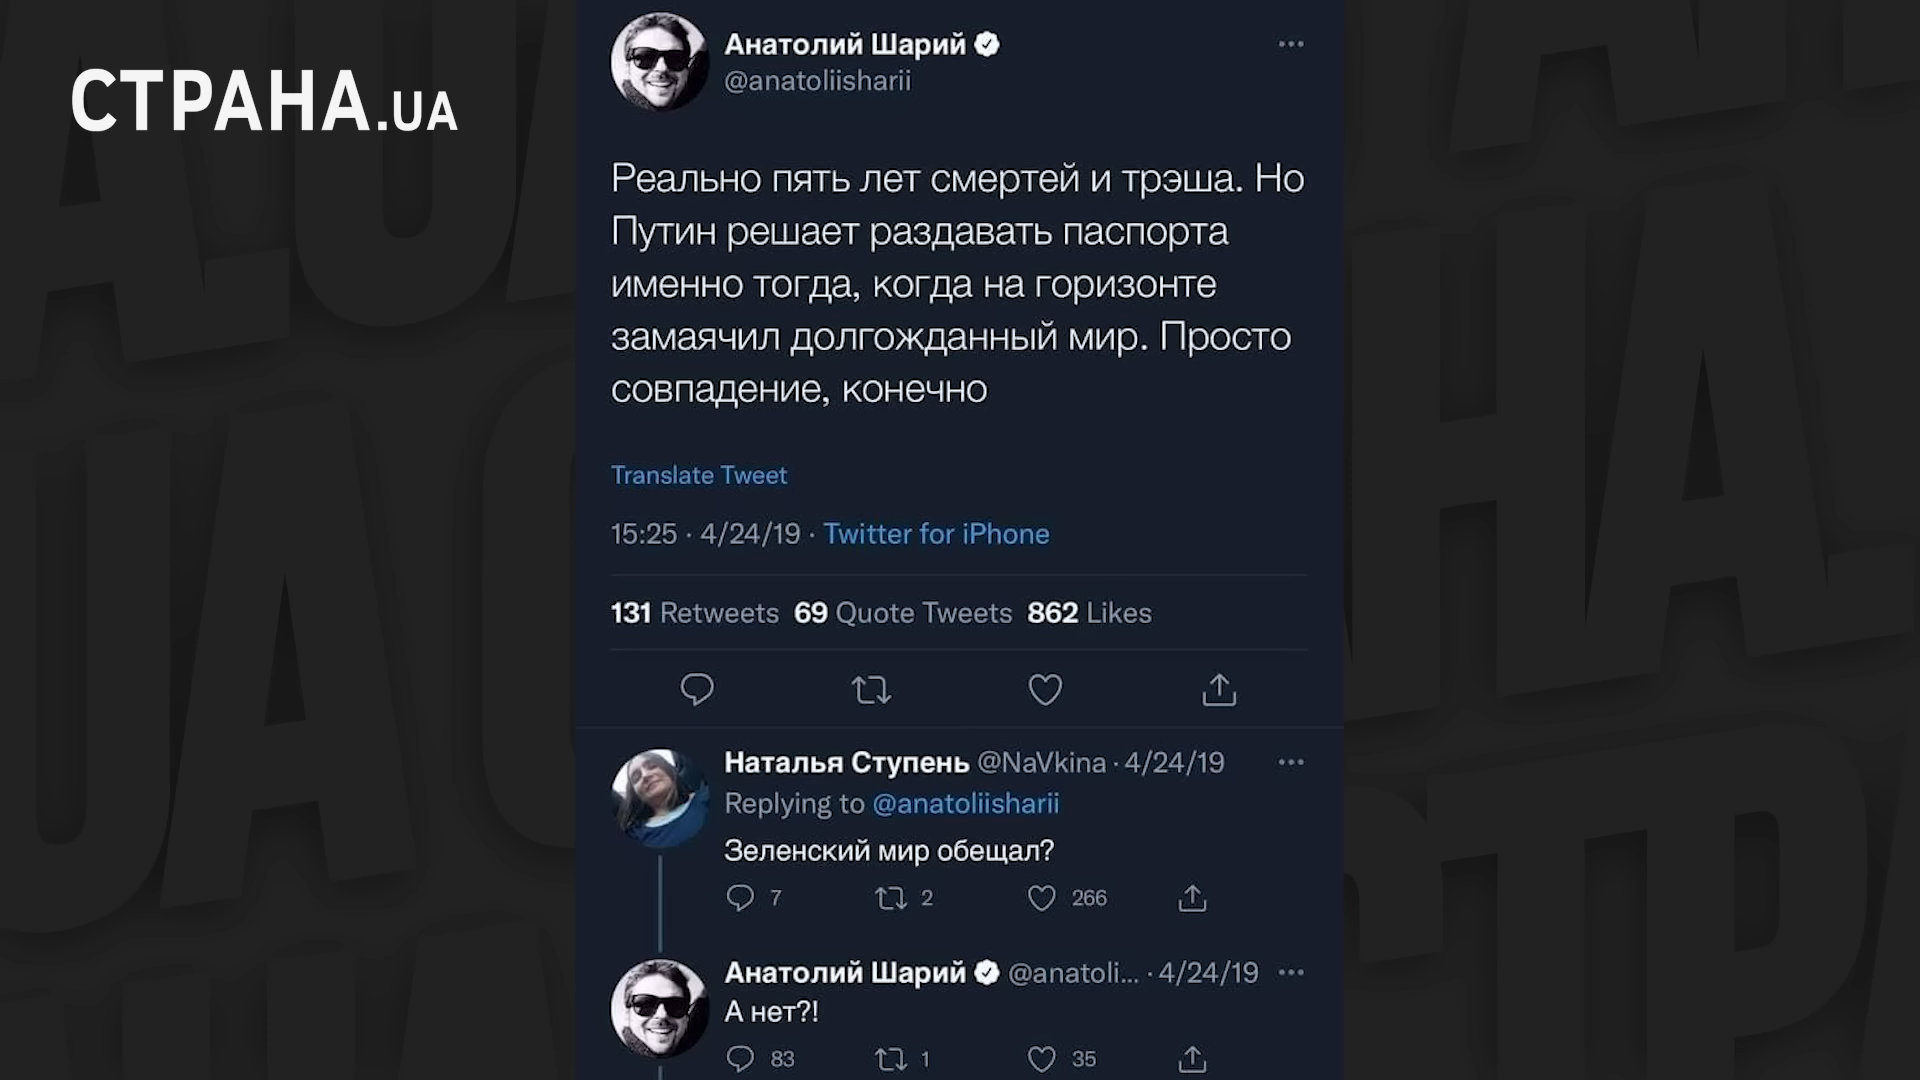 СТРАНА.UA
Анатолий Шарий
@anatoliisharii
Реально пять лет смертей и трэша. Но
Путин решает раздавать паспорта
именно тогда, когда на горизонте
замаячил долгожданный мир. Просто
совпадение, конечно
Translate Tweet
15:25 · 4/24/19 · Twitter for iPhone
131 Retweets 69 Quote Tweets 862 Likes
Наталья Ступень @NaVkina · 4/24/19
Replying to @anatoliisharii
Зеленский мир обещал?
7 2 266
Анатолий Шарий @anatoli... · 4/24/19
А нет?!
83 1 35